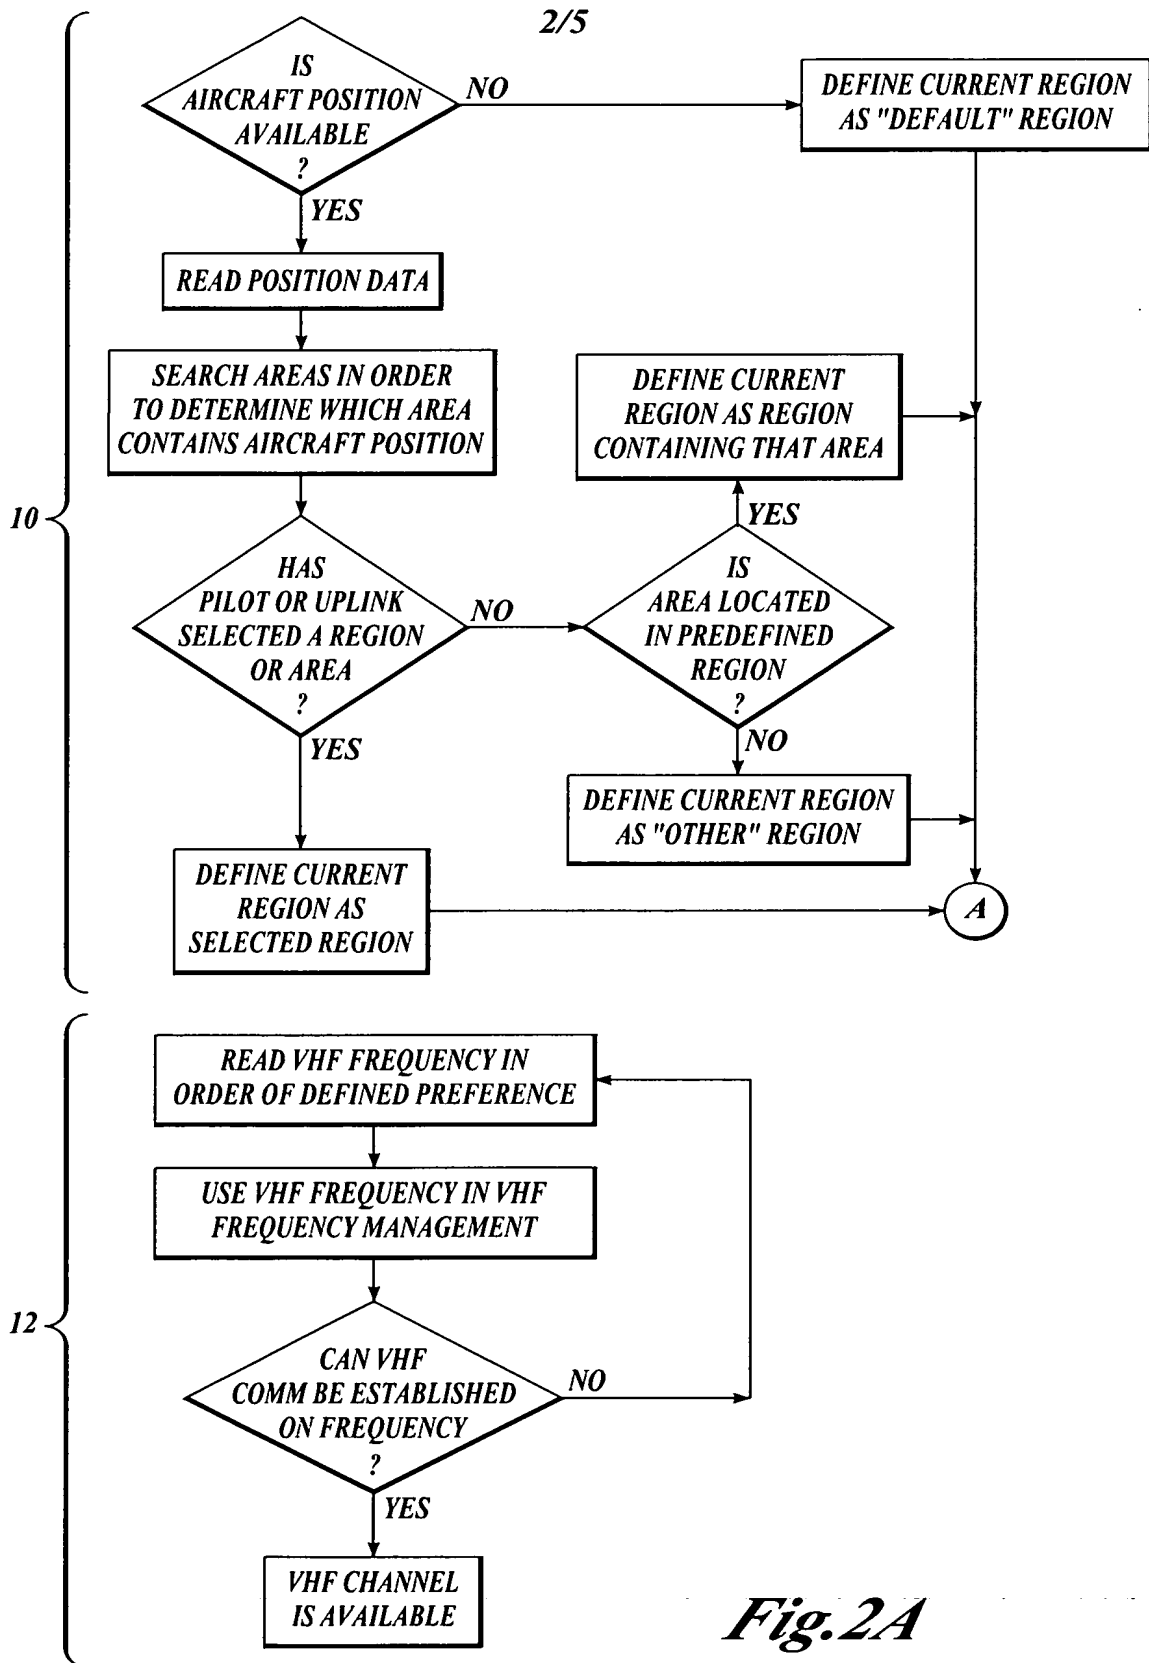 2/5
IS
AIRCRAFT POSITION
AVAILABLE
?
NO
DEFINE CURRENT REGION
AS "DEFAULT" REGION
YES
READ POSITION DATA
SEARCH AREAS IN ORDER
TO DETERMINE WHICH AREA
CONTAINS AIRCRAFT POSITION
DEFINE CURRENT
REGION AS REGION
CONTAINING THAT AREA
10
YES
HAS
PILOT OR UPLINK
SELECTED A REGION
OR AREA
?
NO
IS
AREA LOCATED
IN PREDEFINED
REGION
?
YES
NO
DEFINE CURRENT REGION
AS "OTHER" REGION
DEFINE CURRENT
REGION AS
SELECTED REGION
A
READ VHF FREQUENCY IN
ORDER OF DEFINED PREFERENCE
USE VHF FREQUENCY IN VHF
FREQUENCY MANAGEMENT
12
CAN VHF
COMM BE ESTABLISHED
ON FREQUENCY
?
NO
YES
VHF CHANNEL
IS AVAILABLE
Fig.2A